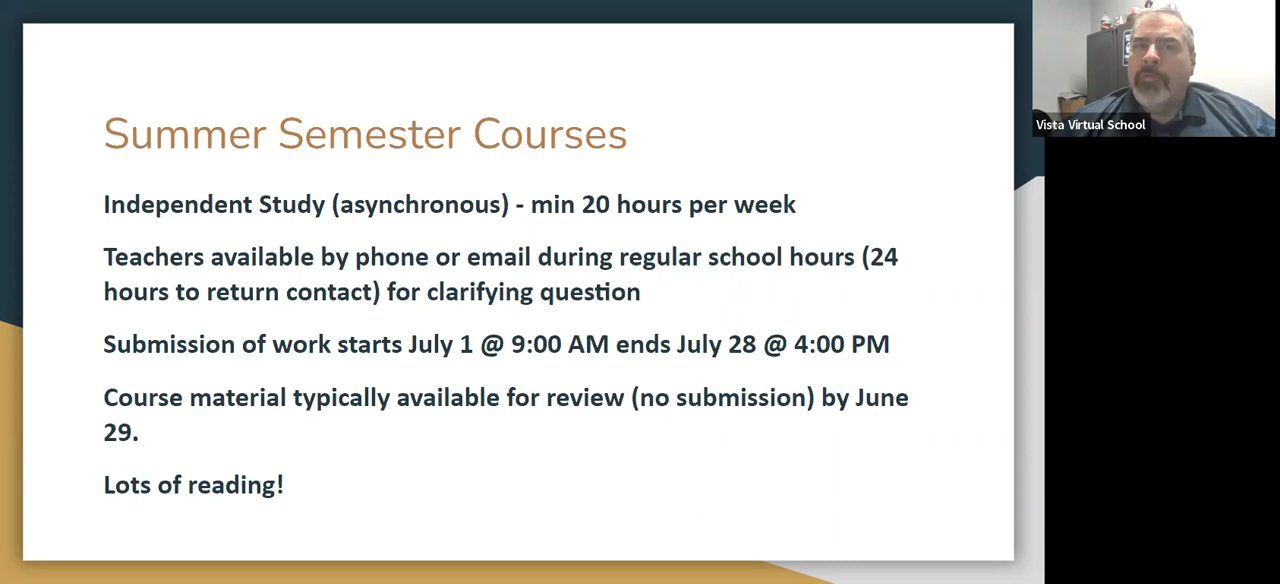 Summer Semester Courses
Independent Study (asynchronous) - min 20 hours per week
Teachers available by phone or email during regular school hours (24
hours to return contact) for clarifying question
Submission of work starts July 1 @ 9:00 AM ends July 28 @ 4:00 PM
Course material typically available for review (no submission) by June
29.
Lots of reading!
Vista Virtual School